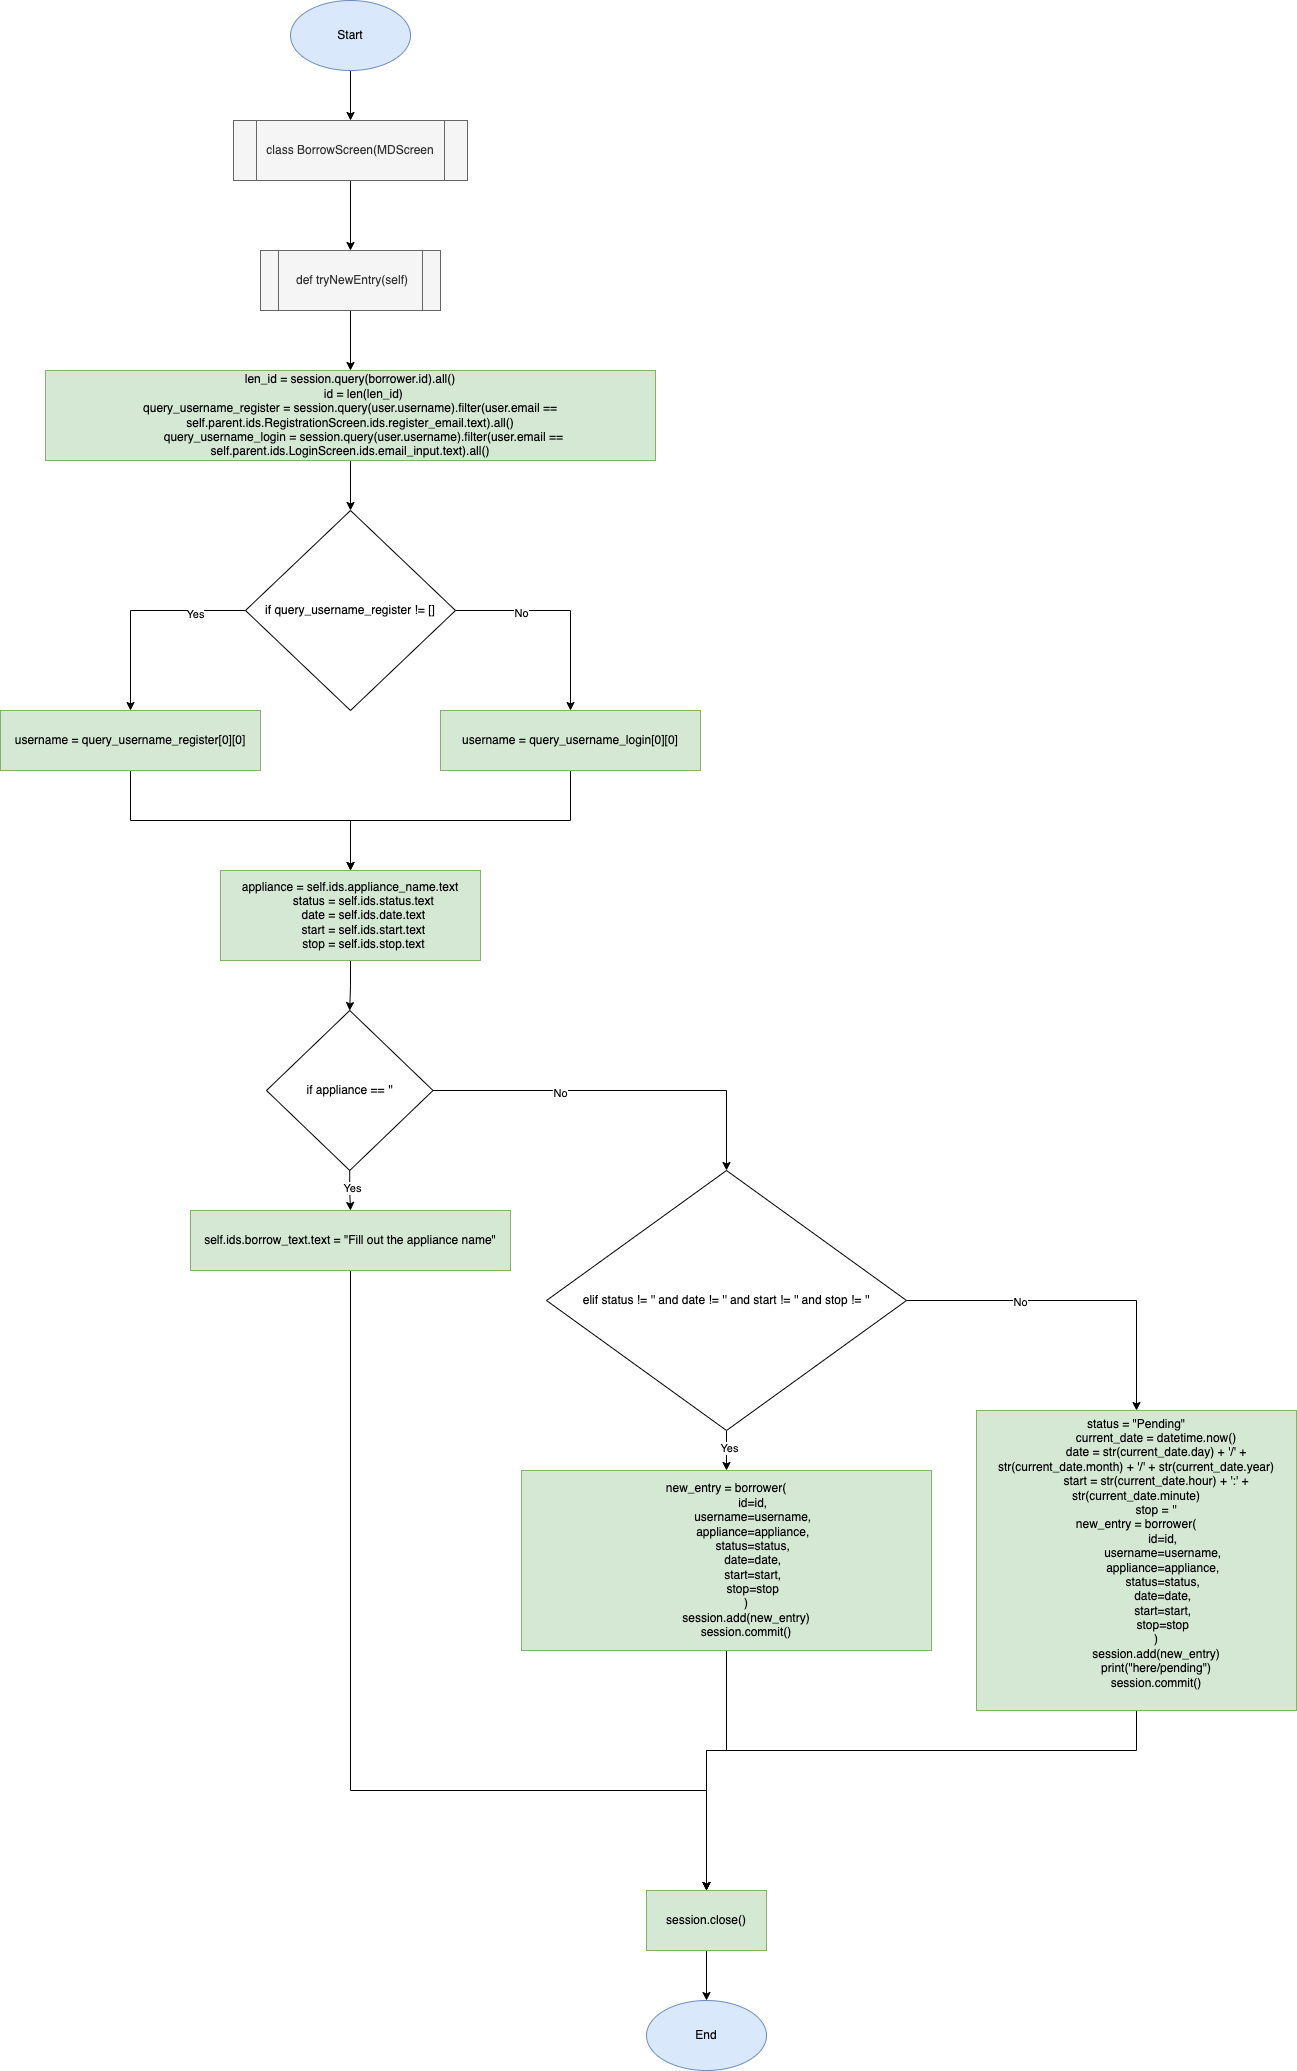 Start
class BorrowScreen(MDScreen
def tryNewEntry(self)
len_id = session.query(borrower.id).all()
id = len(len_id)
query_username_register = session.query(user.username).filter(user.email ==
self.parent.ids.RegistrationScreen.ids.register_email.text).all()
query_username_login = session.query(user.username).filter(user.email ==
self.parent.ids.LoginScreen.ids.email_input.text).all()
if query_username_register != []
Yes
No
username = query_username_register[0][0]
username = query_username_login[0][0]
appliance = self.ids.appliance_name.text
status = self.ids.status.text
date = self.ids.date.text
start = self.ids.start.text
stop = self.ids.stop.text
if appliance == ''
No
Yes
self.ids.borrow_text.text = "Fill out the appliance name"
elif status != '' and date != '' and start != '' and stop != ''
No
Yes
new_entry = borrower(
id=id,
username=username,
appliance=appliance,
status=status,
date=date,
start=start,
stop=stop
)
session.add(new_entry)
session.commit()
status = "Pending"
current_date = datetime.now()
date = str(current_date.day) + '/' +
str(current_date.month) + '/' + str(current_date.year)
start = str(current_date.hour) + ':' +
str(current_date.minute)
stop = ''
new_entry = borrower(
id=id,
username=username,
appliance=appliance,
status=status,
date=date,
start=start,
stop=stop
)
session.add(new_entry)
print("here/pending")
session.commit()
session.close()
End